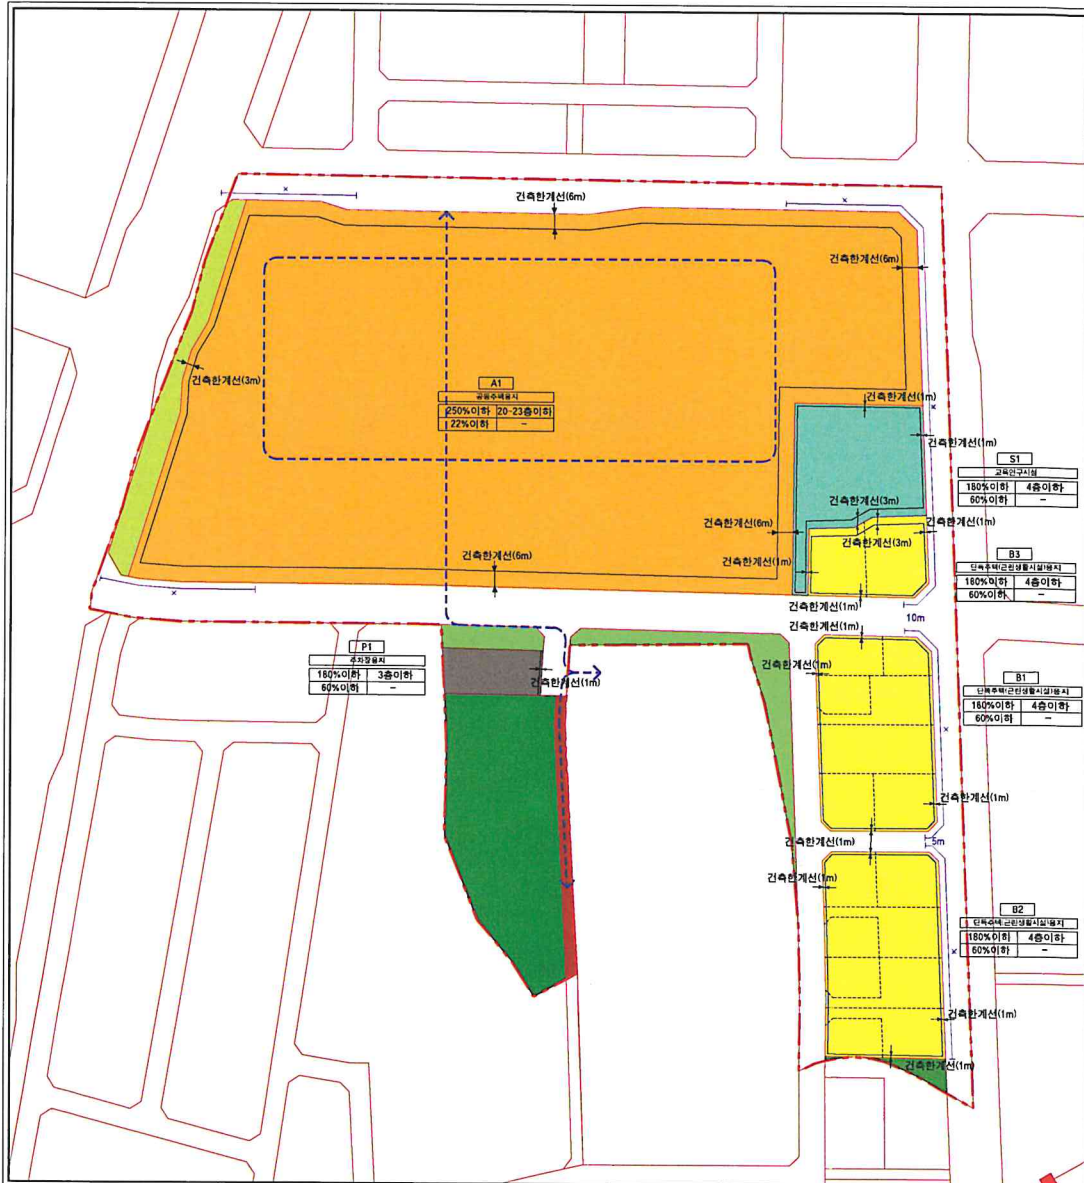 건축한계선(6m)
건축한계선(6m)
건축한계선(3m)
A1
공동주택용지
250%이하 20-23층이하
22%이하 -
건축한계선(1m)
건축한계선(1m)
S1
교육연구시설
180%이하 4층이하
60%이하 -
건축한계선(3m)
건축한계선(6m)
건축한계선(1m)
건축한계선(3m)
건축한계선(6m)
건축한계선(1m)
B3
단독주택(근린생활시설)용지
180%이하 4층이하
60%이하 -
건축한계선(1m)
10m
건축한계선(1m)
P1
주차장용지
180%이하 3층이하
60%이하 -
건축한계선(1m)
건축한계선(1m)
B1
단독주택(근린생활시설)용지
180%이하 4층이하
60%이하 -
건축한계선(1m)
건축한계선(1m)
5m
건축한계선(1m)
B2
단독주택(근린생활시설)용지
180%이하 4층이하
60%이하 -
건축한계선(1m)
건축한계선(1m)